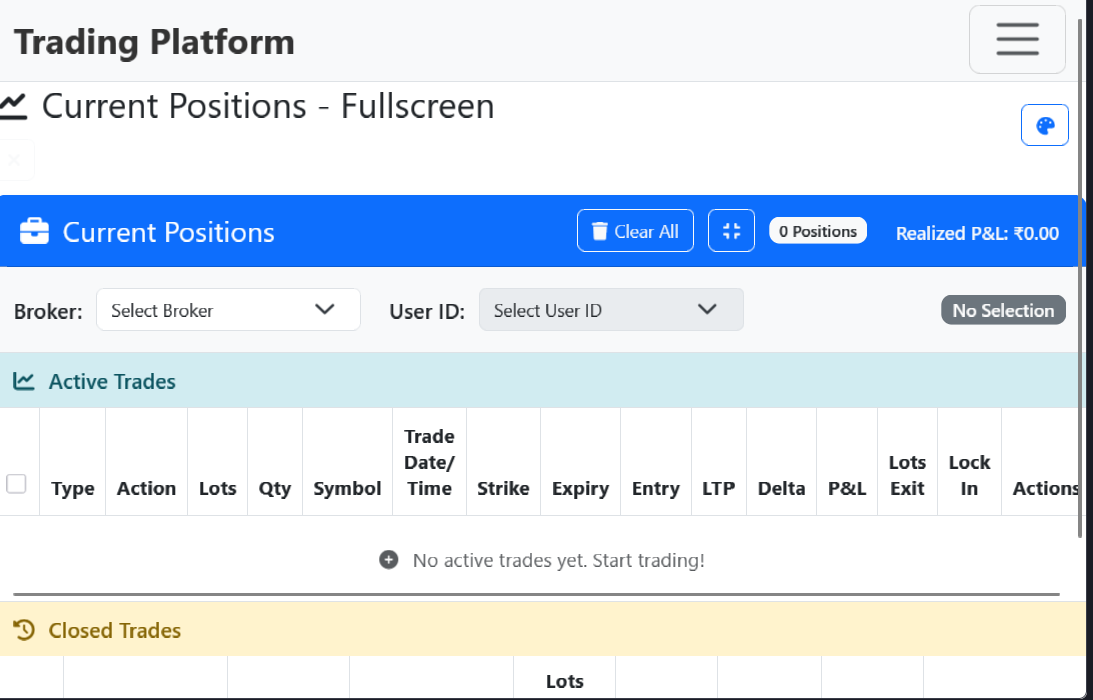 Trading Platform
Current Positions - Fullscreen
Current Positions
Clear All
0 Positions
Realized P&L: ₹0.00
Broker:
Select Broker
User ID:
Select User ID
No Selection
Active Trades
Type
Action
Lots
Qty
Symbol
Trade
Date/
Time
Strike
Expiry
Entry
LTP
Delta
P&L
Lots
Exit
Lock
In
Actions
No active trades yet. Start trading!
Closed Trades
Lots